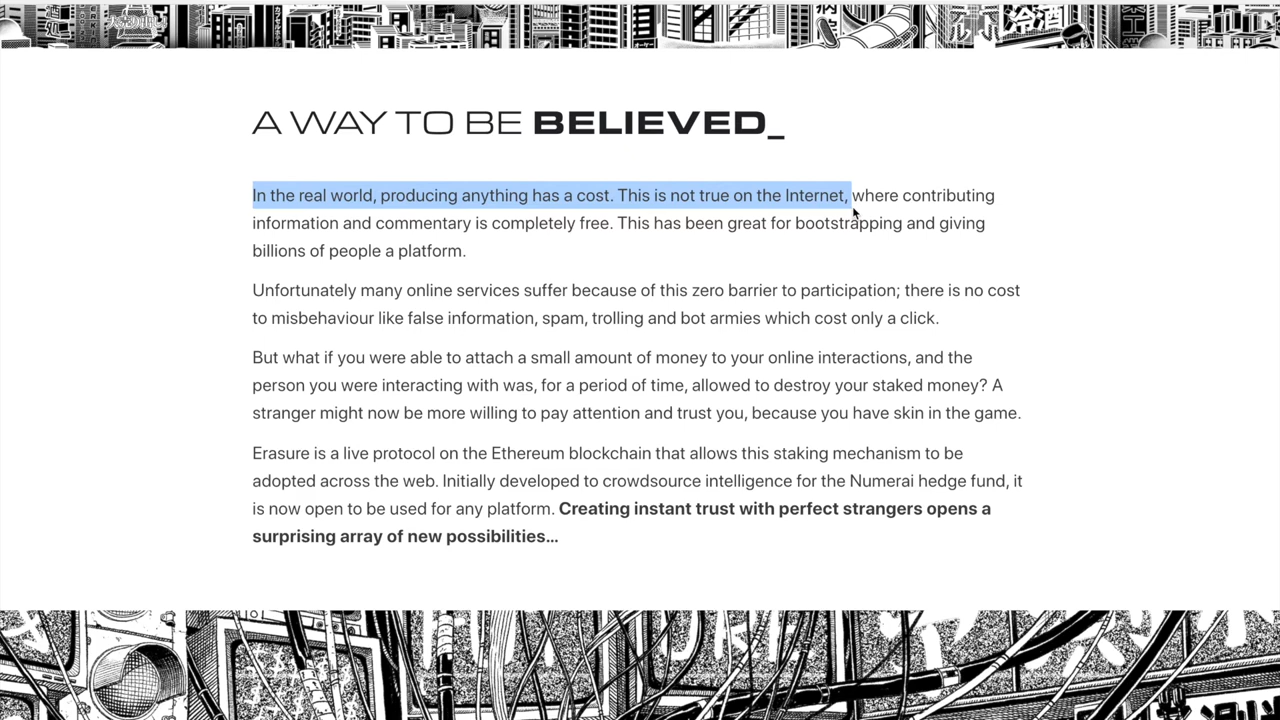 冷酒
A WAY TO BE BELIEVED_
In the real world, producing anything has a cost. This is not true on the Internet, where contributing
information and commentary is completely free. This has been great for bootstrapping and giving
billions of people a platform.
Unfortunately many online services suffer because of this zero barrier to participation; there is no cost
to misbehaviour like false information, spam, trolling and bot armies which cost only a click.
But what if you were able to attach a small amount of money to your online interactions, and the
person you were interacting with was, for a period of time, allowed to destroy your staked money? A
stranger might now be more willing to pay attention and trust you, because you have skin in the game.
Erasure is a live protocol on the Ethereum blockchain that allows this staking mechanism to be
adopted across the web. Initially developed to crowdsource intelligence for the Numerai hedge fund, it
is now open to be used for any platform. Creating instant trust with perfect strangers opens a
surprising array of new possibilities...